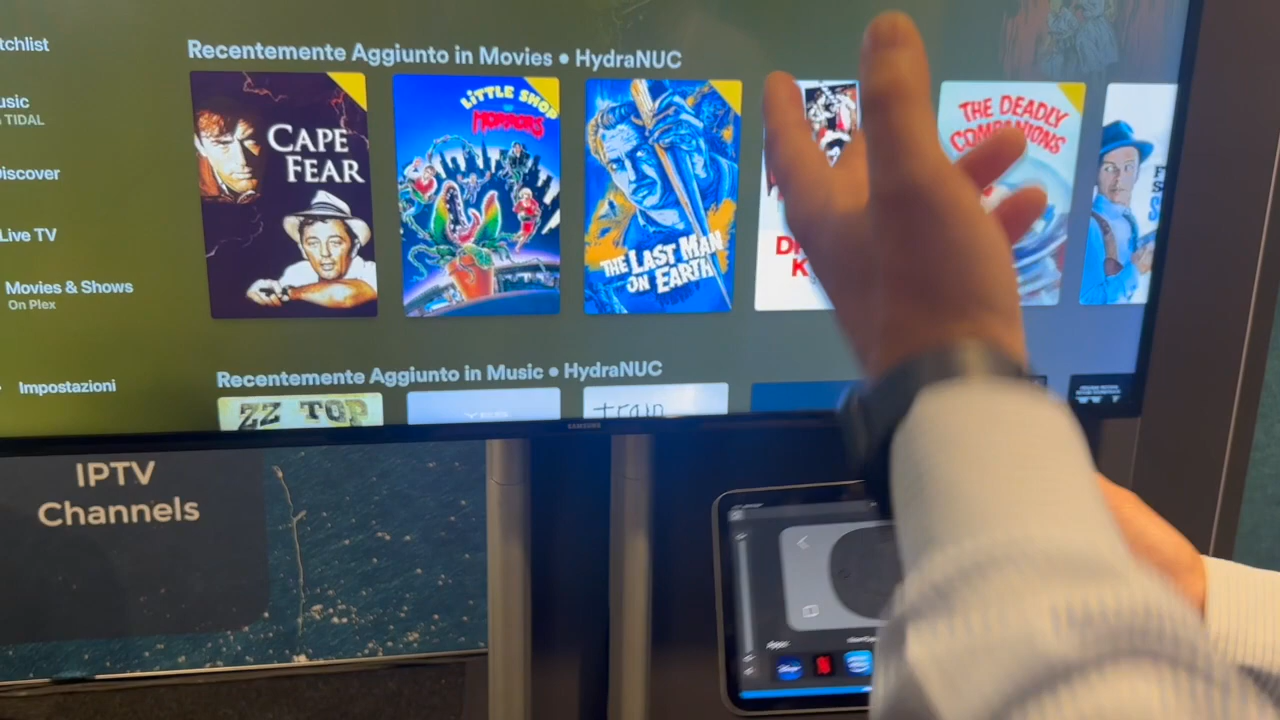 tchlist
Recentemente Aggiunto in Movies • HydraNUC
usic
TIDAL
iscover
Live TV
Movies & Shows
On Plex
CAPE
FEAR
LITTLE SHOP
HORRORS
THE LAST MAN
ON EARTH
THE DEADLY
COMPANIONS
Impostazioni
Recentemente Aggiunto in Music • HydraNUC
ZZ TOP
train
SAMSUNG
IPTV
Channels
Apps